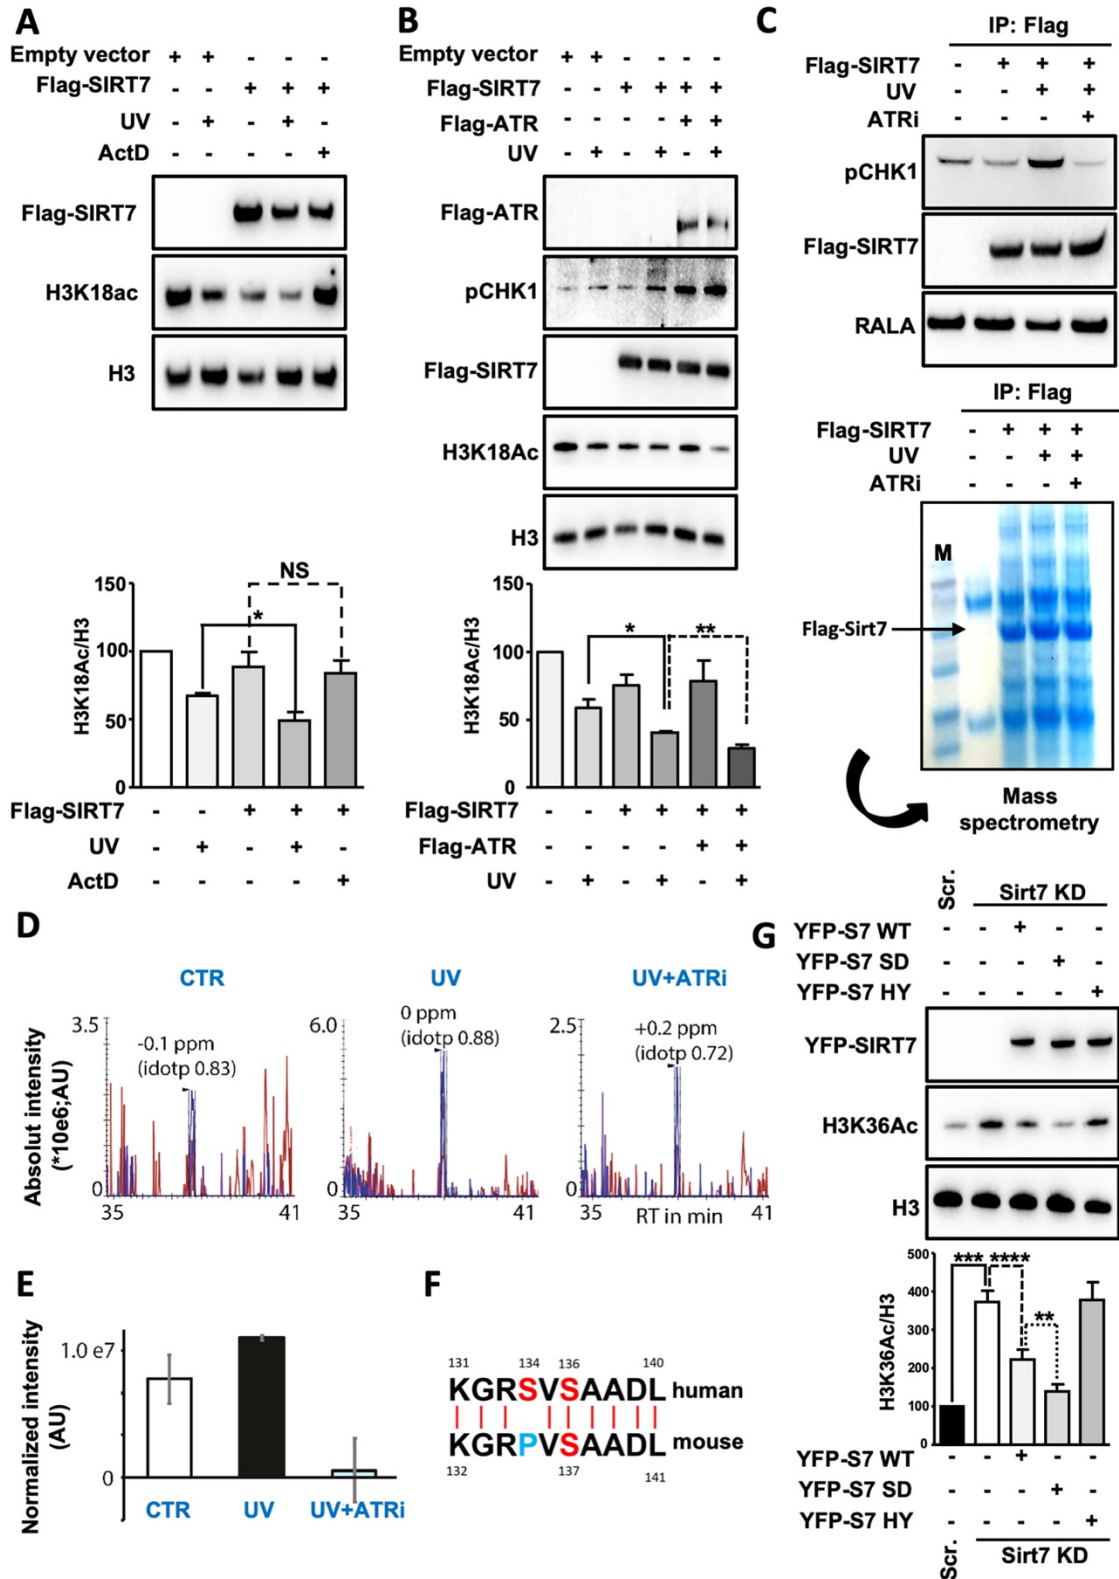 A
Empty vector + + - - -
Flag-SIRT7 - - + + +
UV - + - + -
ActD - - - - +
Flag-SIRT7
H3K18ac
H3
150
100
50
0
H3K18Ac/H3
*
NS
Flag-SIRT7 - - + + +
UV - + - + -
ActD - - - - +
B
Empty vector + + - - - -
Flag-SIRT7 - - + + + +
Flag-ATR - - - - + +
UV - + - + - +
Flag-ATR
pCHK1
Flag-SIRT7
H3K18Ac
H3
150
100
50
0
H3K18Ac/H3
*
**
Flag-SIRT7 - - + + + +
Flag-ATR - - - - + +
UV - + - + - +
C
IP: Flag
Flag-SIRT7 - + + +
UV - - + +
ATRi - - - +
pCHK1
Flag-SIRT7
RALA
IP: Flag
Flag-SIRT7 - + + +
UV - - + +
ATRi - - - +
M
Flag-Sirt7
Mass
spectrometry
D
CTR
UV
UV+ATRi
Absolut intensity
(*10e6;AU)
3.5
-0.1 ppm
(idotp 0.83)
0
35
41
6.0
0 ppm
(idotp 0.88)
0
35
41
2.5
+0.2 ppm
(idotp 0.72)
0
35
RT in min
41
E
Normalized intensity
(AU)
1.0 e7
0
CTR
UV
UV+ATRi
F
131 134 136 140
KGRSVSAADL human
KGRPVSAADL mouse
132 137 141
G
Scr.
Sirt7 KD
YFP-S7 WT - - + - -
YFP-S7 SD - - - + -
YFP-S7 HY - - - - +
YFP-SIRT7
H3K36Ac
H3
500
400
300
200
100
0
H3K36Ac/H3
***
****
**
YFP-S7 WT - - + - -
YFP-S7 SD - - - + -
YFP-S7 HY - - - - +
Scr.
Sirt7 KD